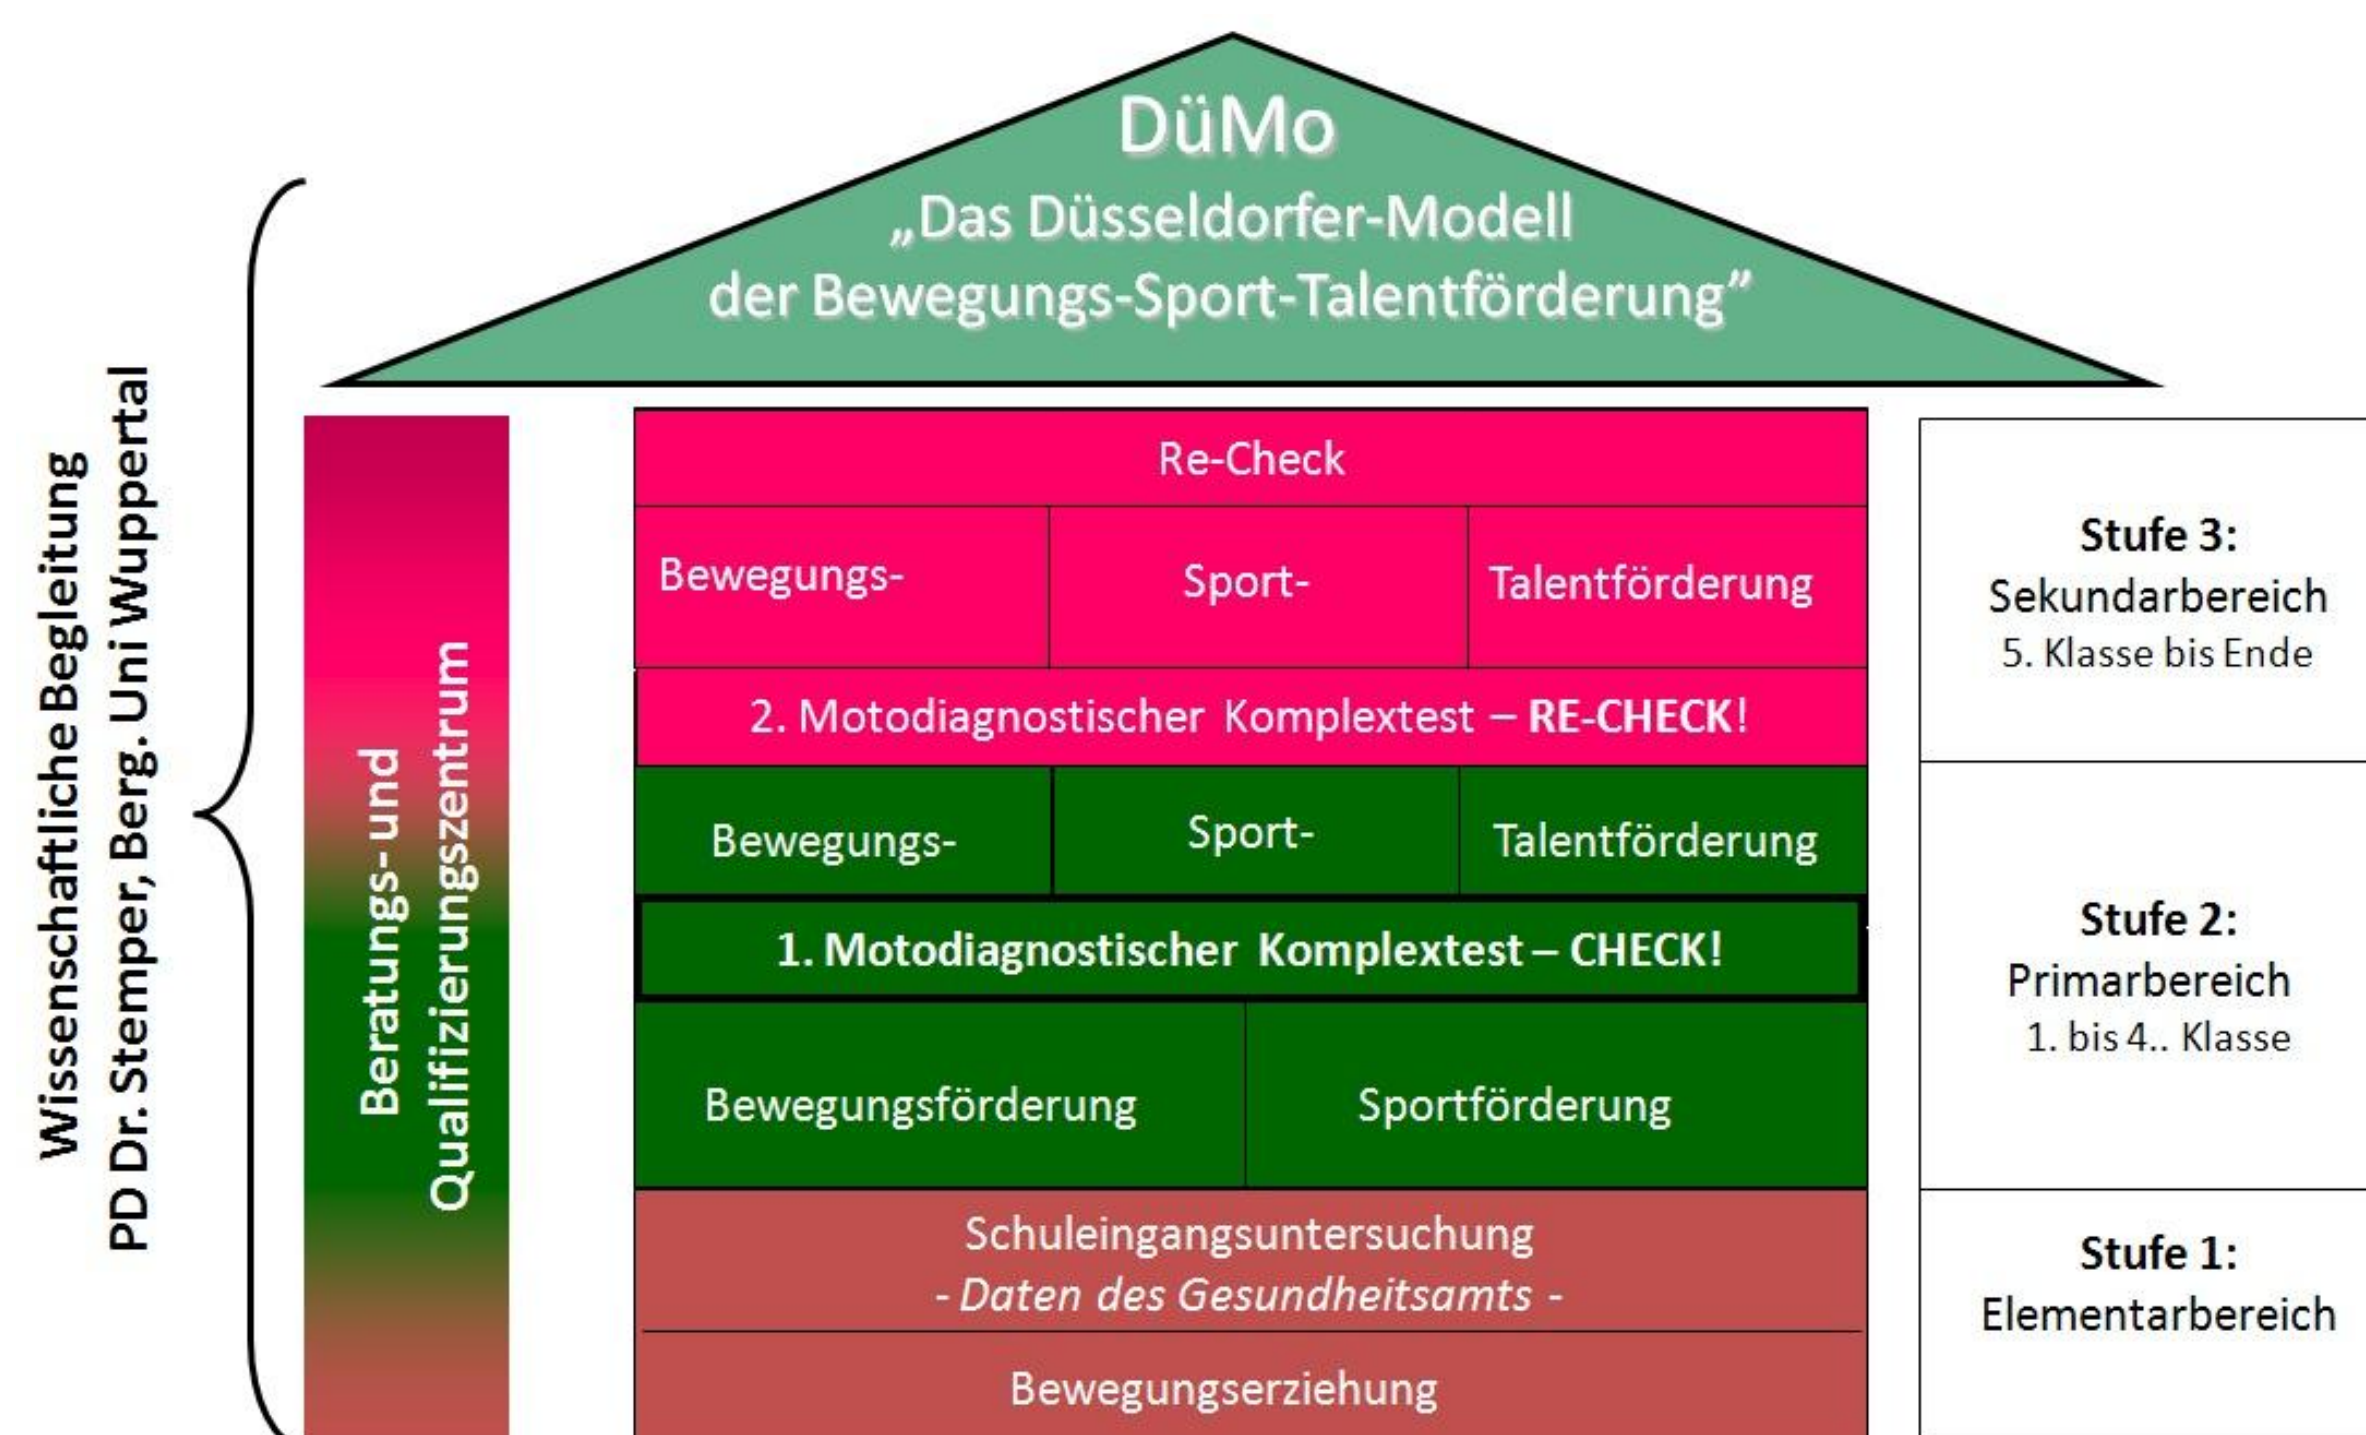 DüMo
„Das Düsseldorfer-Modell
der Bewegungs-Sport-Talentförderung”
Wissenschaftliche Begleitung
PD Dr. Stemper, Berg. Uni Wuppertal
Beratungs- und
Qualifizierungszentrum
Re-Check
Bewegungs-
Sport-
Talentförderung
2. Motodiagnostischer Komplextest – RE-CHECK!
Bewegungs-
Sport-
Talentförderung
1. Motodiagnostischer Komplextest – CHECK!
Bewegungsförderung
Sportförderung
Schuleingangsuntersuchung
- Daten des Gesundheitsamts -
Bewegungserziehung
Stufe 3:
Sekundarbereich
5. Klasse bis Ende
Stufe 2:
Primarbereich
1. bis 4.. Klasse
Stufe 1:
Elementarbereich